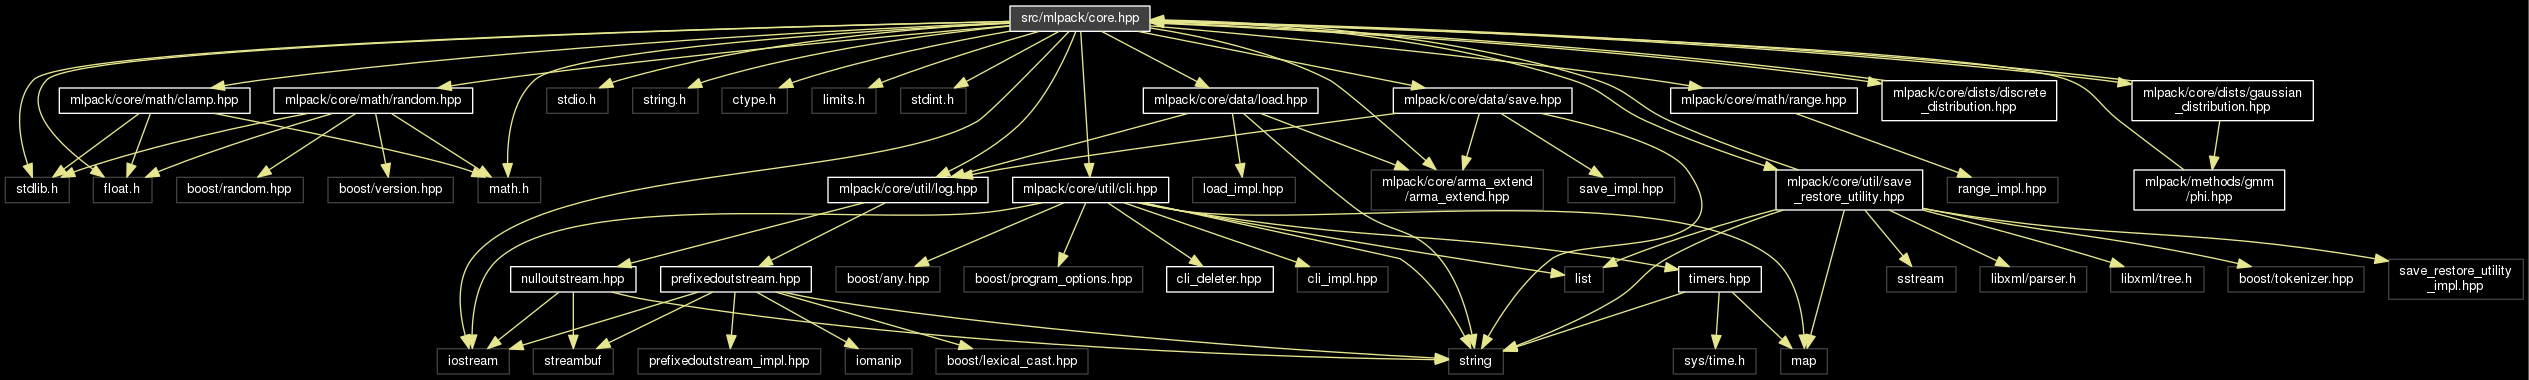 src/mlpack/core.hpp
mlpack/core/math/clamp.hpp
mlpack/core/math/random.hpp
stdio.h
string.h
ctype.h
limits.h
stdint.h
mlpack/core/data/load.hpp
mlpack/core/data/save.hpp
mlpack/core/math/range.hpp
mlpack/core/dists/discrete
_distribution.hpp
mlpack/core/dists/gaussian
_distribution.hpp
stdlib.h
float.h
boost/random.hpp
boost/version.hpp
math.h
mlpack/core/util/log.hpp
mlpack/core/util/cli.hpp
load_impl.hpp
mlpack/core/arma_extend
/arma_extend.hpp
save_impl.hpp
mlpack/core/util/save
_restore_utility.hpp
range_impl.hpp
mlpack/methods/gmm
/phi.hpp
nulloutstream.hpp
prefixedoutstream.hpp
boost/any.hpp
boost/program_options.hpp
cli_deleter.hpp
cli_impl.hpp
list
timers.hpp
sstream
libxml/parser.h
libxml/tree.h
boost/tokenizer.hpp
save_restore_utility
_impl.hpp
iostream
streambuf
prefixedoutstream_impl.hpp
iomanip
boost/lexical_cast.hpp
string
sys/time.h
map